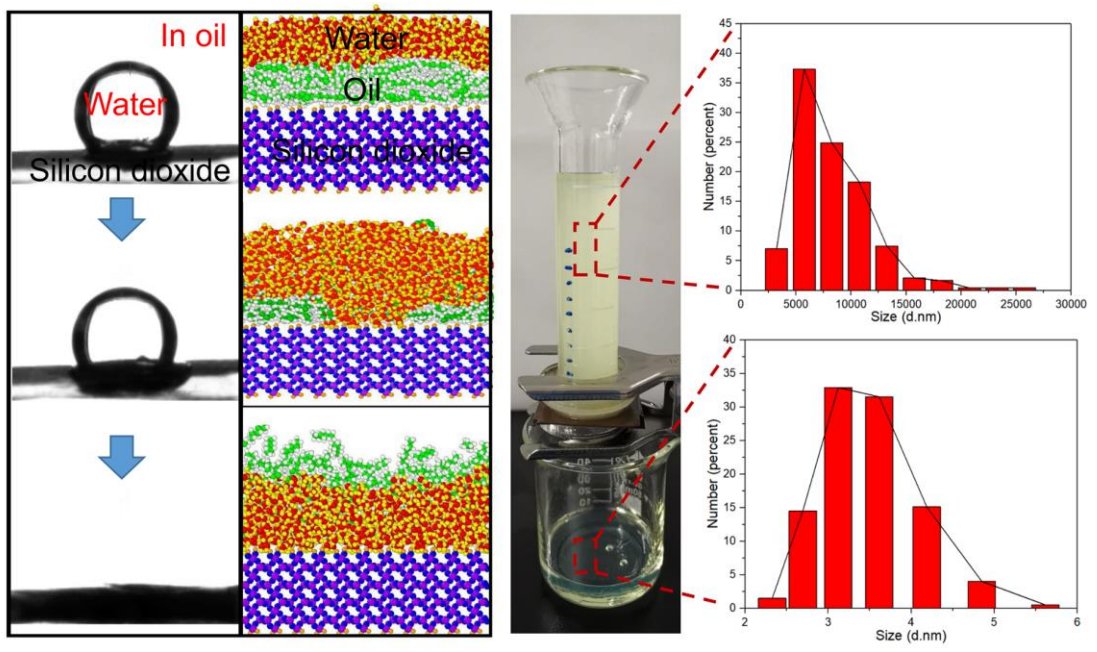 In oil
Water
Silicon dioxide
Water
Oil
Silicon dioxide
45
40
35
30
25
20
15
10
5
0
Number (percent)
0 5000 10000 15000 20000 25000 30000
Size (d.nm)
40
35
30
25
20
15
10
5
0
Number (percent)
2 3 4 5 6
Size (d.nm)